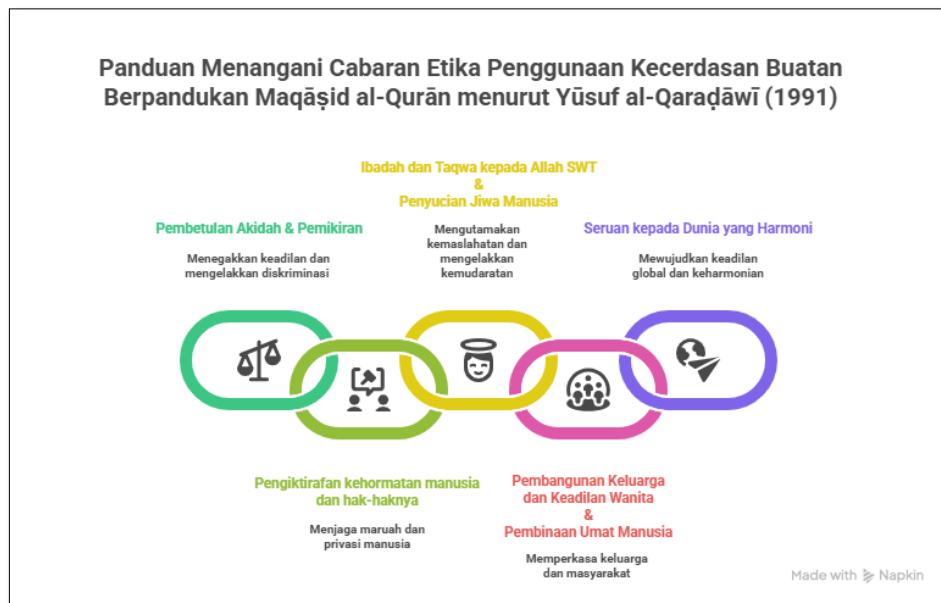 Panduan Menangani Cabaran Etika Penggunaan Kecerdasan Buatan
Berpandukan Maqāṣid al-Qurān menurut Yūsuf al-Qaraḍāwī (1991)
Ibadah dan Taqwa kepada Allah SWT
&
Penyucian Jiwa Manusia
Mengutamakan
kemaslahatan dan
mengelakkan
kemudaratan
Pembetulan Akidah & Pemikiran
Menegakkan keadilan dan
mengelakkan diskriminasi
Seruan kepada Dunia yang Harmoni
Mewujudkan keadilan
global dan keharmonian
Pengiktirafan kehormatan manusia
dan hak-haknya
Menjaga maruah dan
privasi manusia
Pembangunan Keluarga
dan Keadilan Wanita
&
Pembinaan Umat Manusia
Memperkasa keluarga
dan masyarakat
Made with Napkin